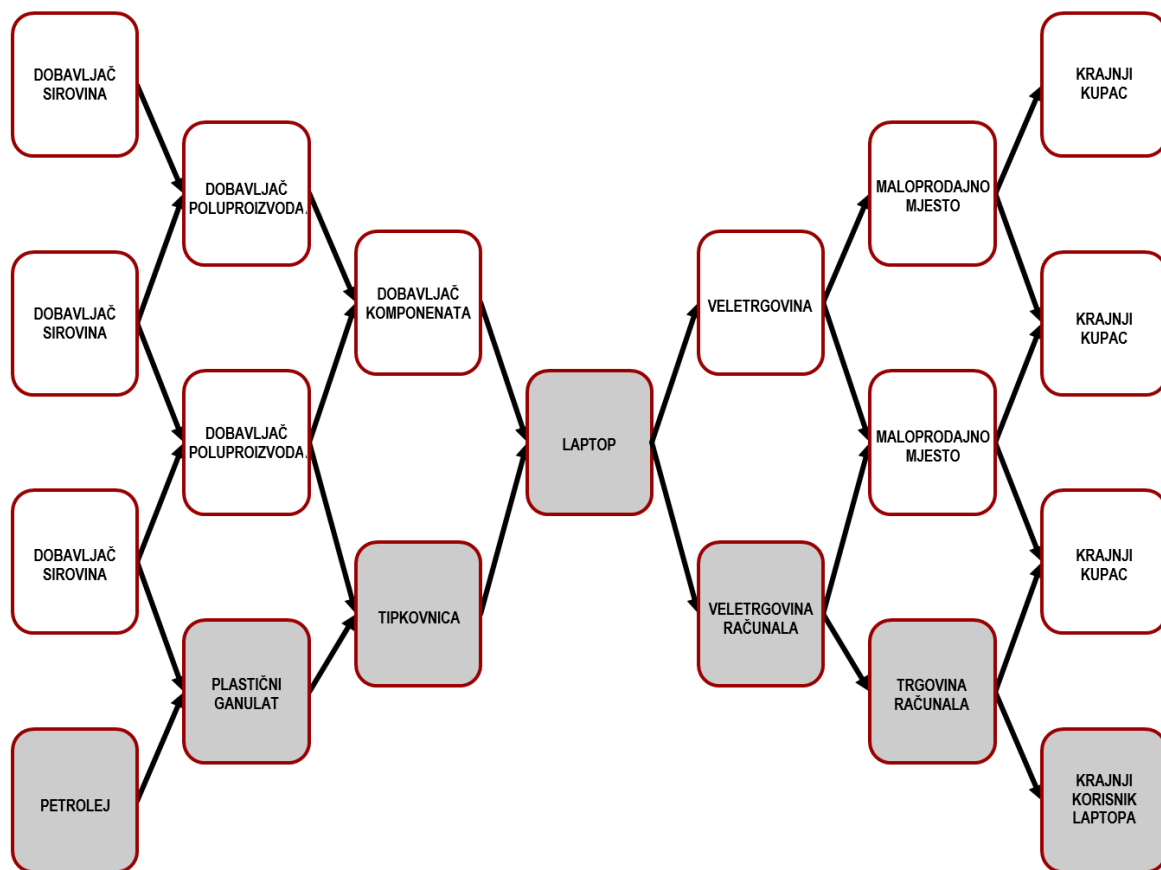 DOBAVLJAČ
SIROVINA
DOBAVLJAČ
SIROVINA
DOBAVLJAČ
SIROVINA
PETROLEJ
DOBAVLJAČ
POLUPROIZVODA.
DOBAVLJAČ
POLUPROIZVODA.
PLASTIČNI
GANULAT
DOBAVLJAČ
KOMPONENATA
TIPKOVNICA
LAPTOP
VELETRGOVINA
VELETRGOVINA
RAČUNALA
MALOPRODAJNO
MJESTO
MALOPRODAJNO
MJESTO
TRGOVINA
RAČUNALA
KRAJNJI
KUPAC
KRAJNJI
KUPAC
KRAJNJI
KUPAC
KRAJNJI
KORISNIK
LAPTOPA